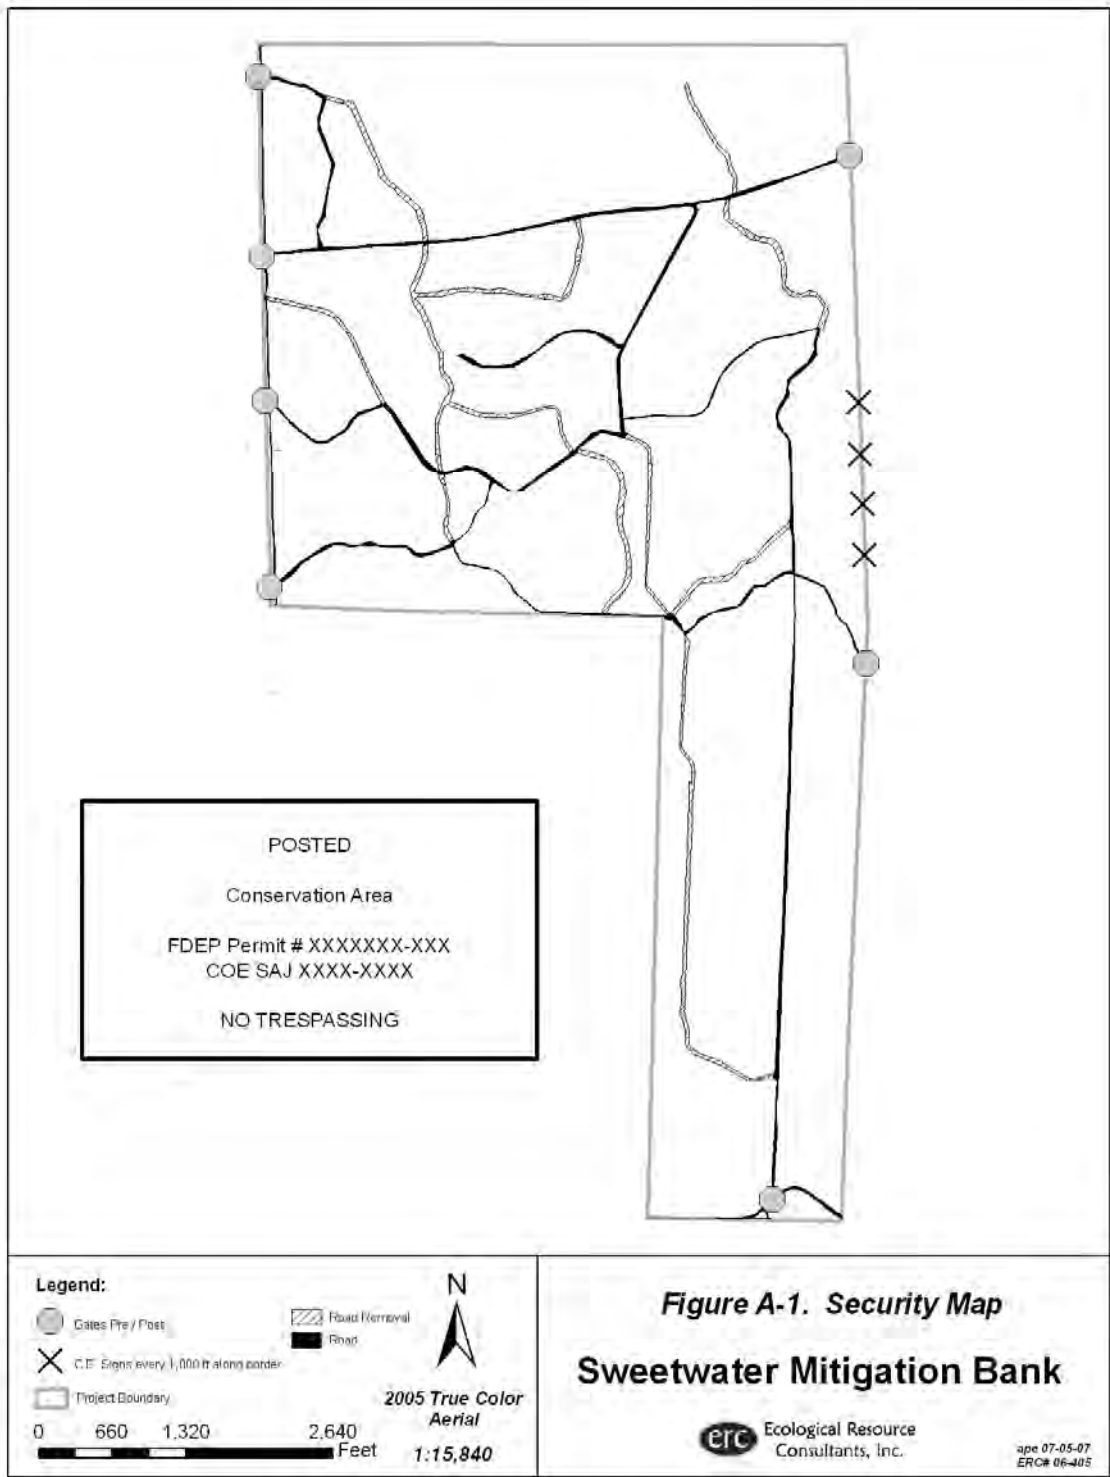 POSTED
Conservation Area
FDEP Permit # XXXXXXX-XXX
COE SAJ XXXX-XXXX
NO TRESPASSING
Legend:
Gates Pre / Post
C.E. Signs every 1,000 ft along border
Project Boundary
Road Removal
Road
0 660 1,320 2,640
Feet
N
2005 True Color
Aerial
1:15,840
Figure A-1. Security Map
Sweetwater Mitigation Bank
erc
Ecological Resource
Consultants, Inc.
ape 07-05-07
ERC# 06-405